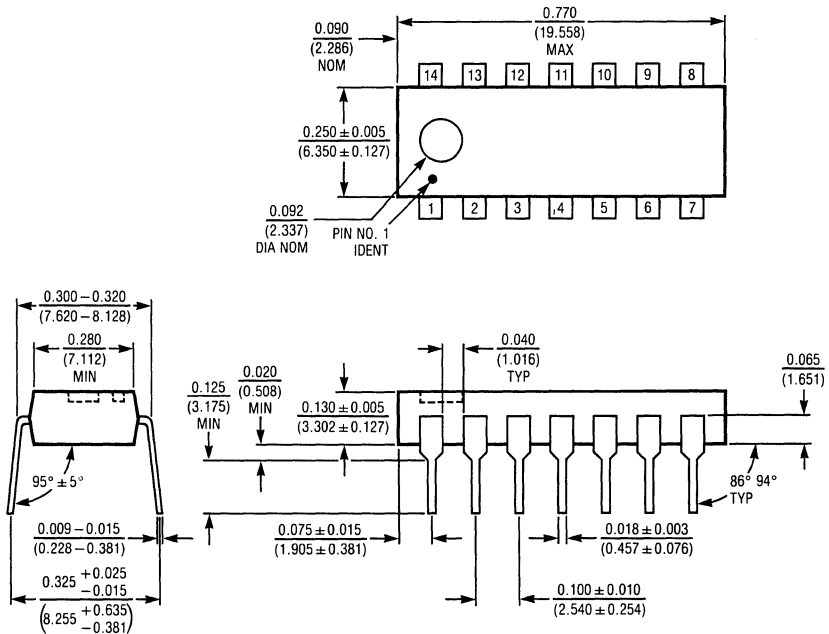 0.770
(19.558)
MAX
0.090
(2.286)
NOM
14 13 12 11 10 9 8
0.250 ± 0.005
(6.350 ± 0.127)
0.092
(2.337)
DIA NOM
PIN NO. 1
IDENT
1 2 3 4 5 6 7
0.300 – 0.320
(7.620 – 8.128)
0.280
(7.112)
MIN
95° ± 5°
0.009 – 0.015
(0.228 – 0.381)
0.325 +0.025
–0.015
(8.255 +0.635
–0.381)
0.125
(3.175)
MIN
0.020
(0.508)
MIN
0.130 ± 0.005
(3.302 ± 0.127)
0.040
(1.016)
TYP
0.065
(1.651)
86° 94°
TYP
0.075 ± 0.015
(1.905 ± 0.381)
0.018 ± 0.003
(0.457 ± 0.076)
0.100 ± 0.010
(2.540 ± 0.254)